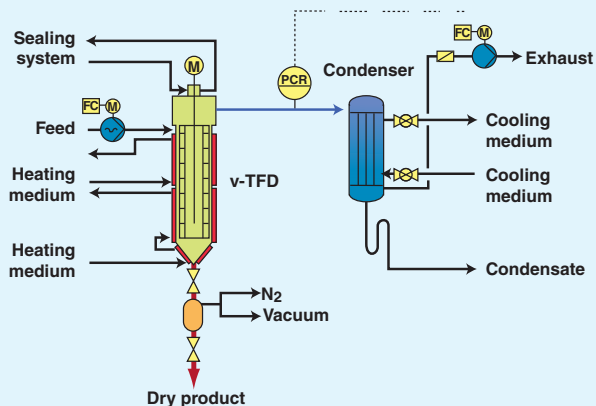 Sealing
system
M
PCR
Condenser
FC
M
Exhaust
FC
M
Feed
Cooling
medium
Heating
medium
v-TFD
Cooling
medium
Heating
medium
Condensate
N2
Vacuum
Dry product